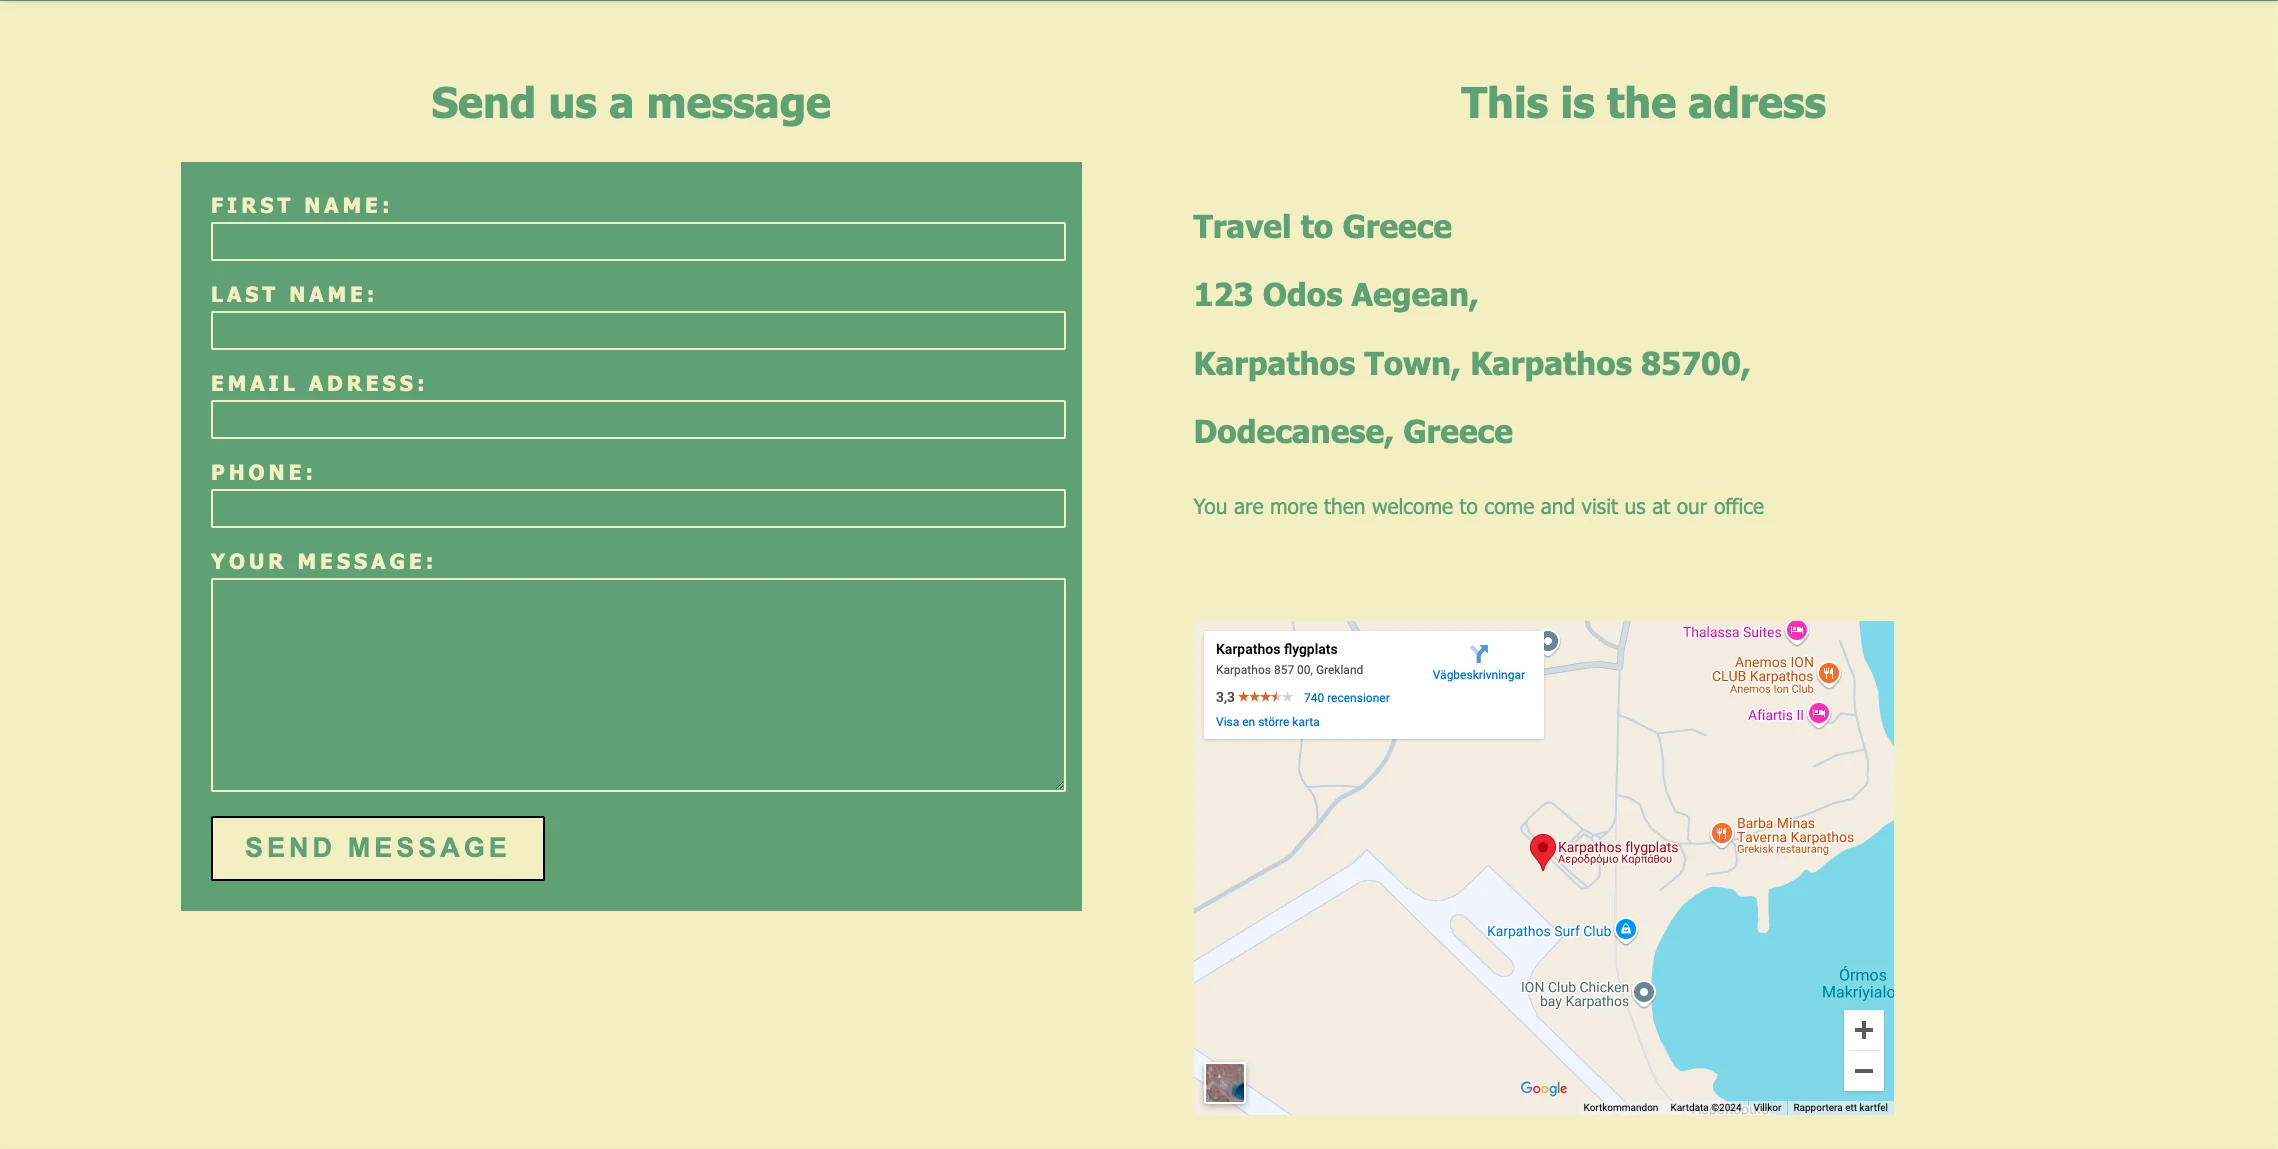 Send us a message
FIRST NAME:
LAST NAME:
EMAIL ADRESS:
PHONE:
YOUR MESSAGE:
SEND MESSAGE
This is the adress
Travel to Greece
123 Odos Aegean,
Karpathos Town, Karpathos 85700,
Dodecanese, Greece
You are more then welcome to come and visit us at our office
Karpathos flygplats
Karpathos 857 00, Grekland
Vägbeskrivningar
3,3
740 recensioner
Visa en större karta
Thalassa Suites
Anemos ION
CLUB Karpathos
Anemos Ion Club
Afiartis II
Barba Minas
Taverna Karpathos
Grekisk restaurang
Karpathos flygplats
Αεροδρόμιο Καρπάθου
Karpathos Surf Club
ION Club Chicken
bay Karpathos
Órmos
Makríyialo
Google
Kortkommandon
Kartdata ©2024
Villkor
Rapportera ett kartfel